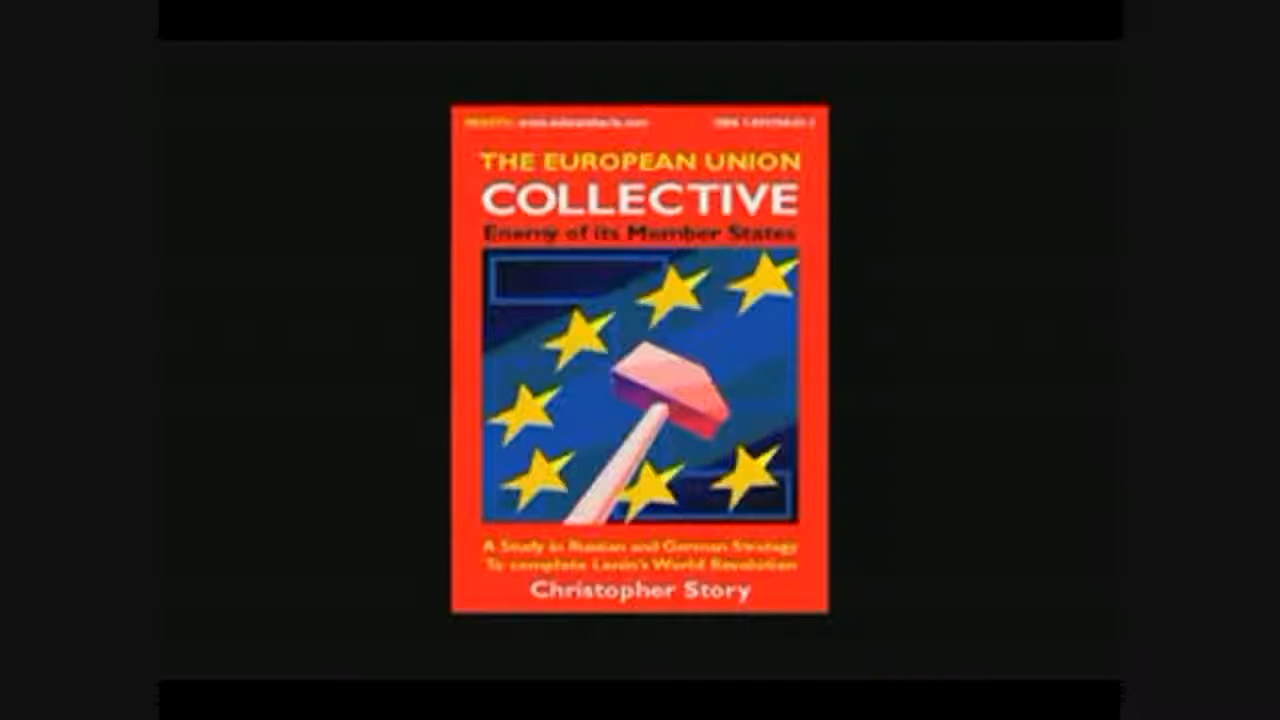 THE EUROPEAN UNION
COLLECTIVE
Enemy of its Member States
A Study in Russian and German Strategy
To complete Lenin's World Revolution
Christopher Story